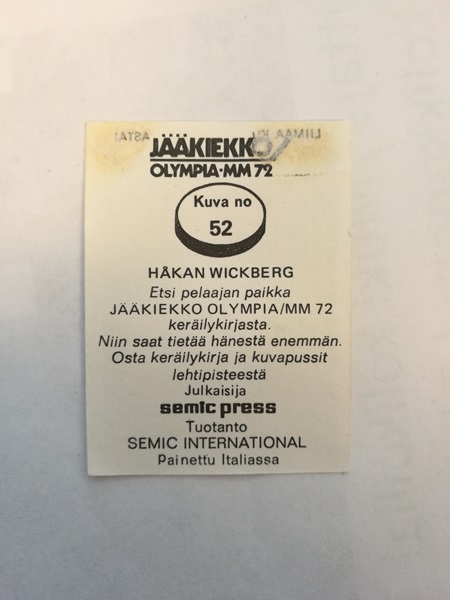 JÄÄKIEKKO
OLYMPIA-MM 72
Kuva no
52
HÅKAN WICKBERG
Etsi pelaajan paikka
JÄÄKIEKKO OLYMPIA/MM 72
keräilykirjasta.
Niin saat tietää hänestä enemmän.
Osta keräilykirja ja kuvapussit
lehtipisteestä
Julkaisija
semic press
Tuotanto
SEMIC INTERNATIONAL
Painettu Italiassa